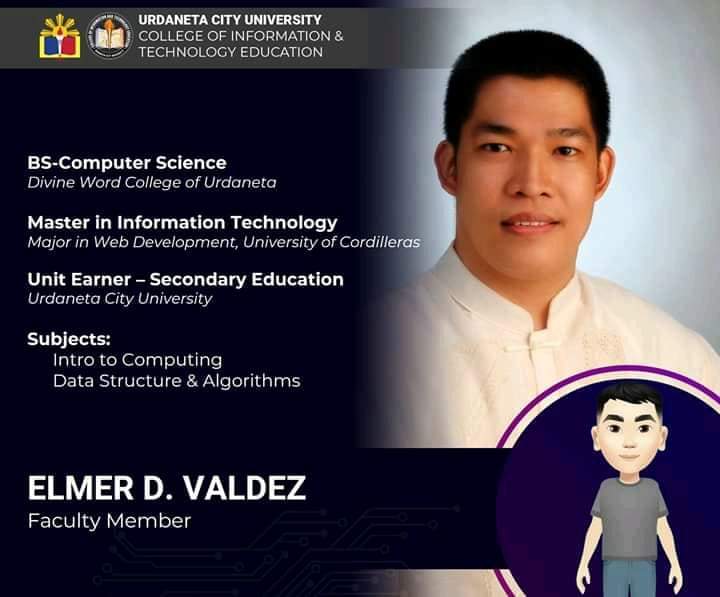 URDANETA CITY UNIVERSITY
COLLEGE OF INFORMATION &
TECHNOLOGY EDUCATION
BS-Computer Science
Divine Word College of Urdaneta
Master in Information Technology
Major in Web Development, University of Cordilleras
Unit Earner – Secondary Education
Urdaneta City University
Subjects:
Intro to Computing
Data Structure & Algorithms
ELMER D. VALDEZ
Faculty Member